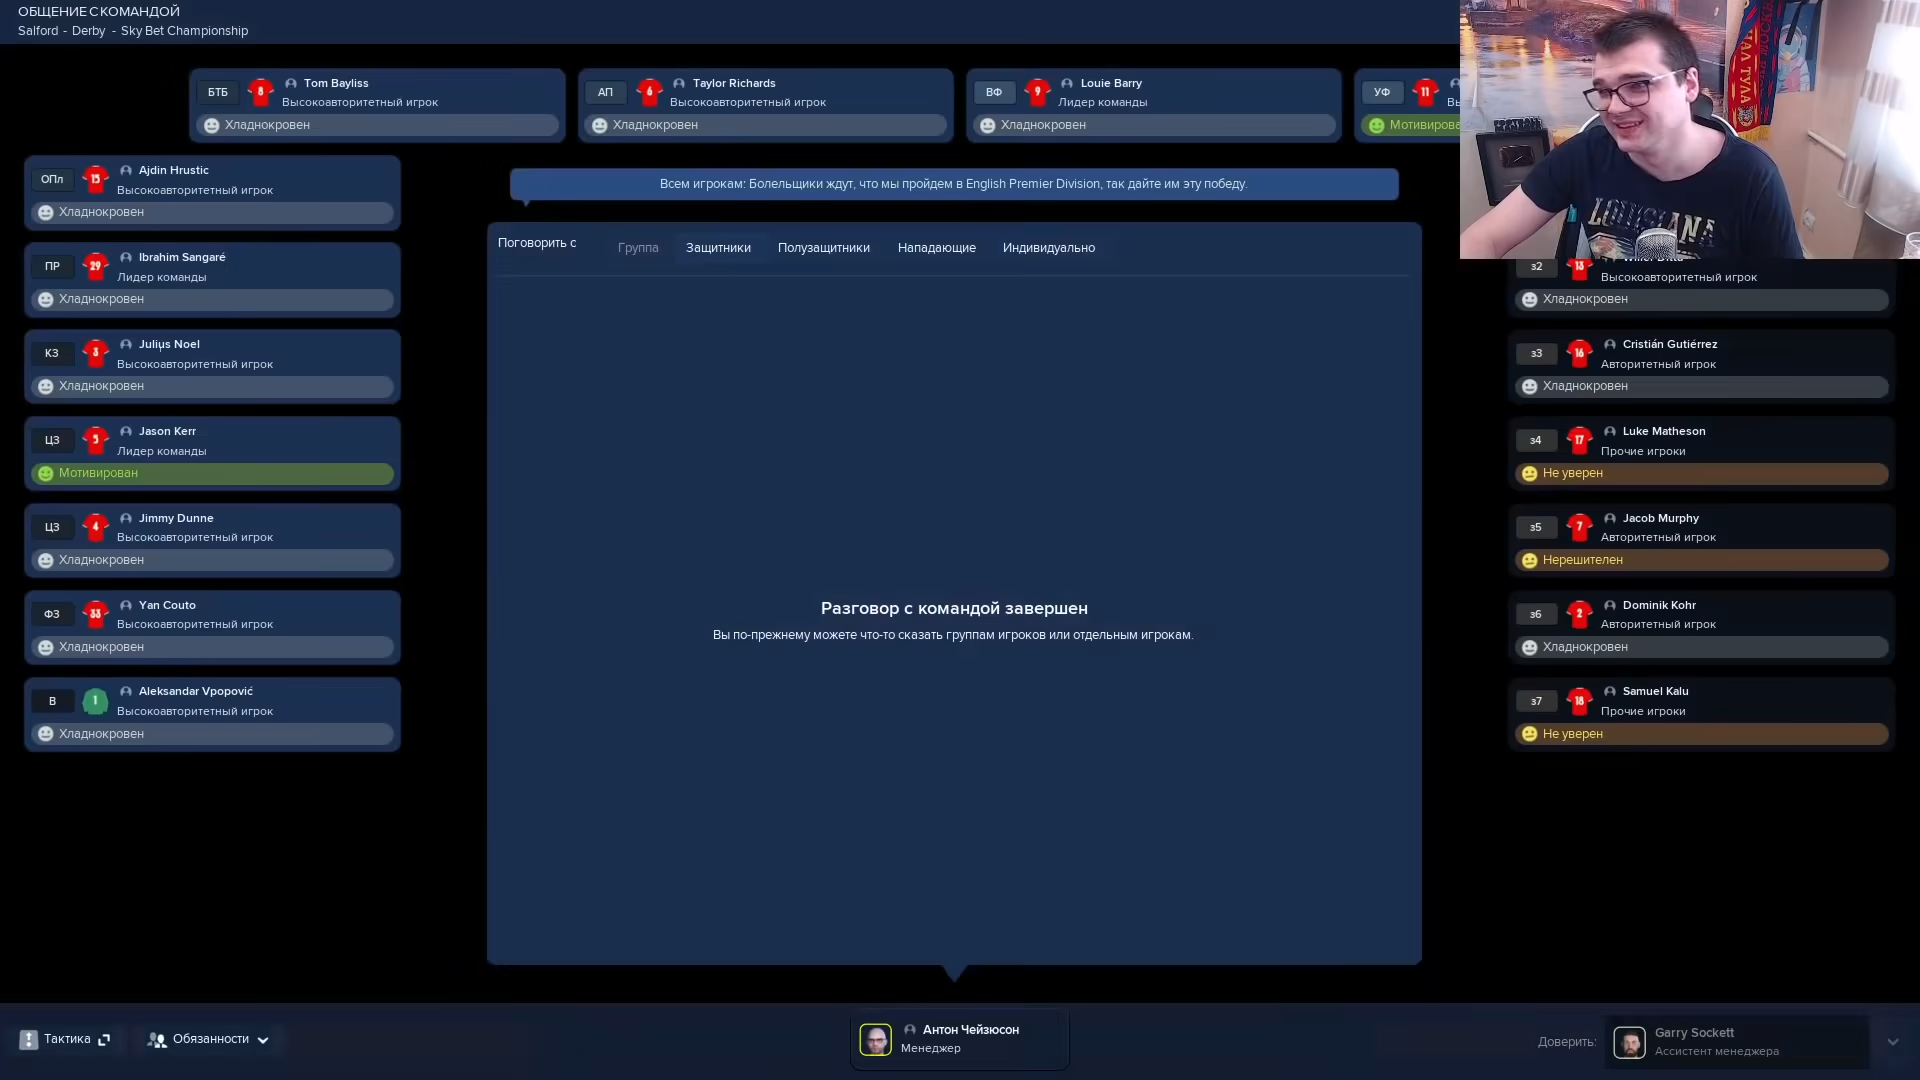 ОБЩЕНИЕ С КОМАНДОЙ
Salford - Derby - Sky Bet Championship
БТБ 8 Tom Bayliss
Высокоавторитетный игрок
Хладнокровен
АП 6 Taylor Richards
Высокоавторитетный игрок
Хладнокровен
ВФ 9 Louie Barry
Лидер команды
Хладнокровен
УФ 11
Мотивирова
ОПл 15 Ajdin Hrustic
Высокоавторитетный игрок
Хладнокровен
ПР 29 Ibrahim Sangaré
Лидер команды
Хладнокровен
КЗ 3 Julius Noel
Высокоавторитетный игрок
Хладнокровен
ЦЗ 5 Jason Kerr
Лидер команды
Мотивирован
ЦЗ 4 Jimmy Dunne
Высокоавторитетный игрок
Хладнокровен
ФЗ 33 Yan Couto
Высокоавторитетный игрок
Хладнокровен
В 1 Aleksandar Vpopović
Высокоавторитетный игрок
Хладнокровен
Всем игрокам: Болельщики ждут, что мы пройдем в English Premier Division, так дайте им эту победу.
Поговорить с Группа Защитники Полузащитники Нападающие Индивидуально
Разговор с командой завершен
Вы по-прежнему можете что-то сказать группам игроков или отдельным игрокам.
ТУЛА
LOUISIANA
з2 13
Высокоавторитетный игрок
Хладнокровен
з3 16 Cristián Gutiérrez
Авторитетный игрок
Хладнокровен
з4 17 Luke Matheson
Прочие игроки
Не уверен
з5 7 Jacob Murphy
Авторитетный игрок
Нерешителен
з6 2 Dominik Kohr
Авторитетный игрок
Хладнокровен
з7 18 Samuel Kalu
Прочие игроки
Не уверен
Тактика
Обязанности
Антон Чейзюсон
Менеджер
Доверить:
Garry Sockett
Ассистент менеджера